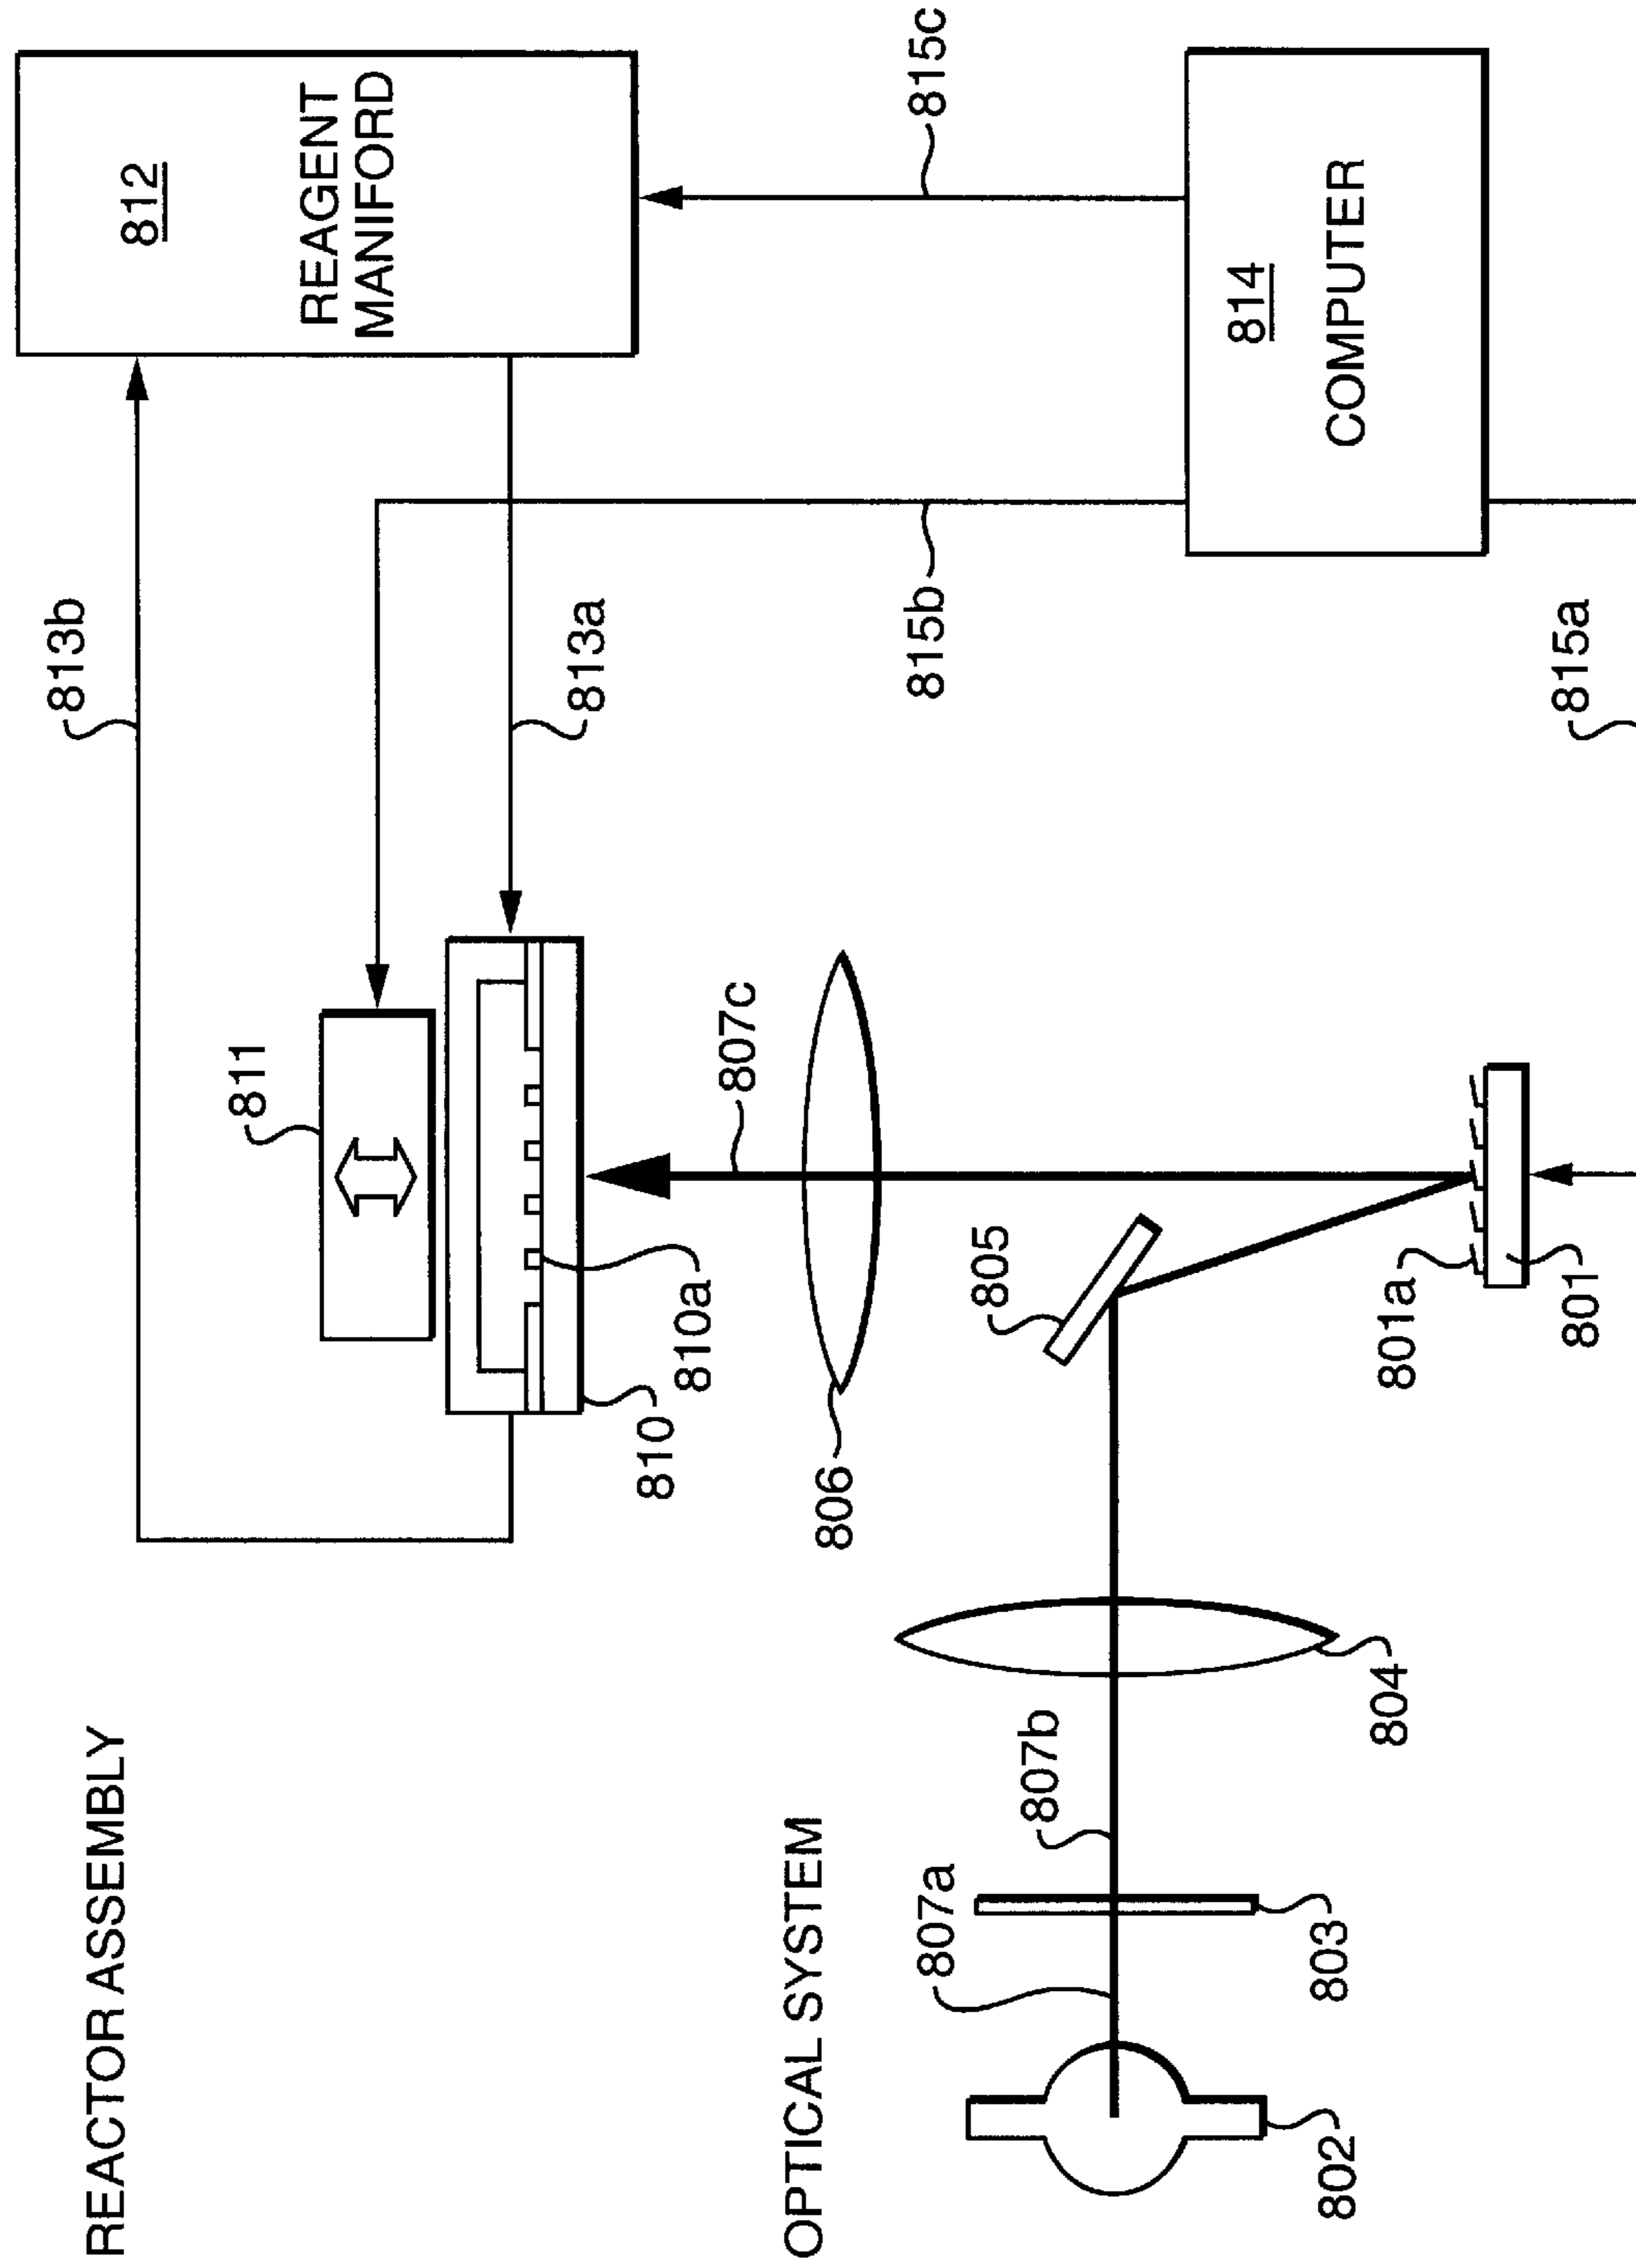 REACTOR ASSEMBLY
813b
812
REAGENT
MANIFORD
811
813a
810a
810
815b
815c
807c
806
814
COMPUTER
OPTICAL SYSTEM
807a
807b
805
815a
801a
801
804
803
802